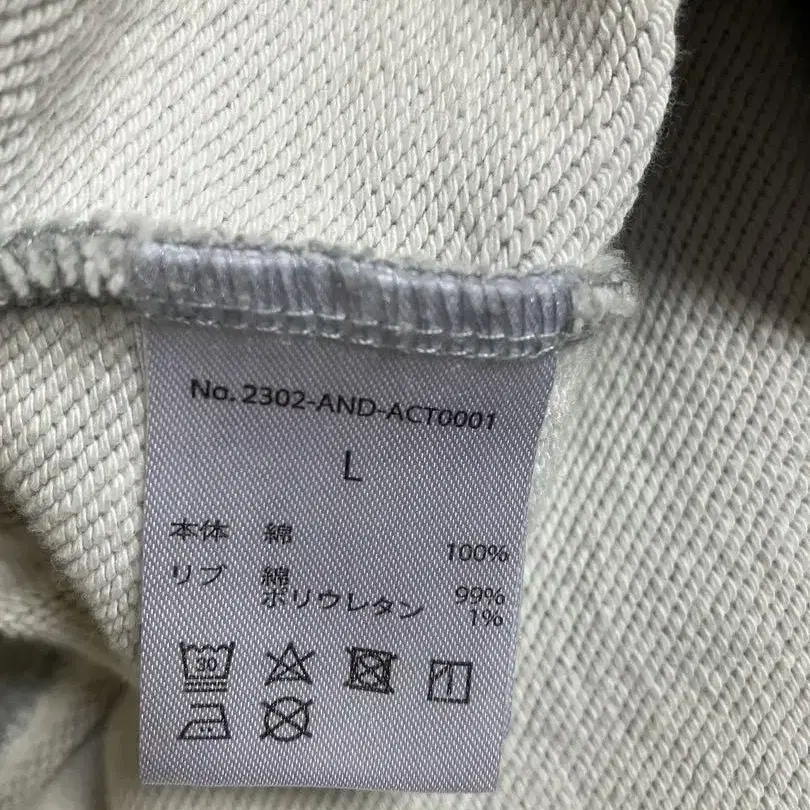 No. 2302-AND-ACT0001
L
本体 綿 100%
リブ 綿 99%
ポリウレタン 1%
30